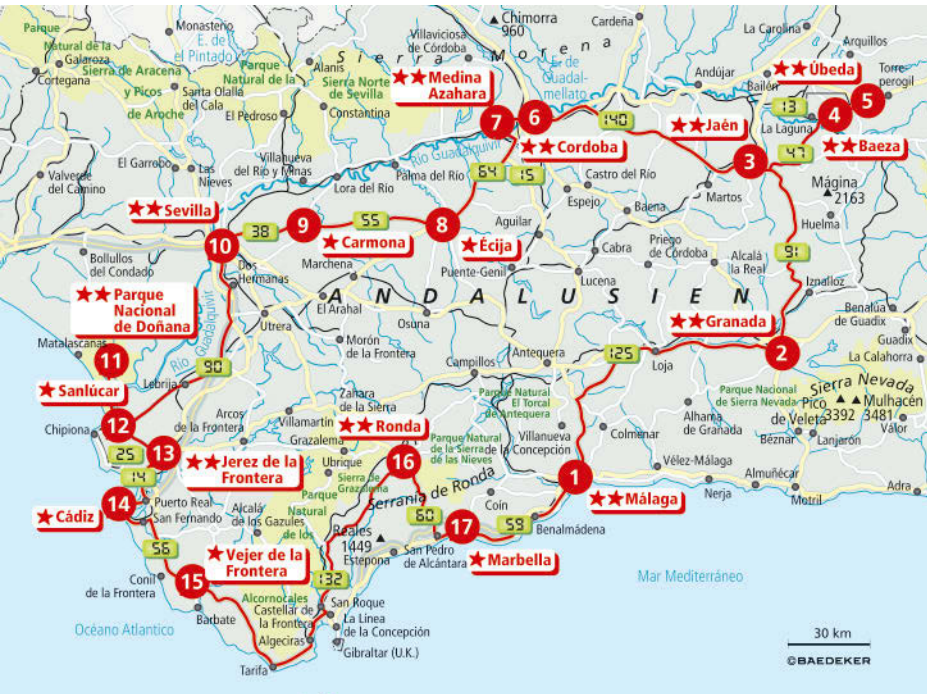 Parque
Natural de la
Sierra de Aracena
y Picos
de Aroche
Galaroza
Cortegana
Monasterio
E. de
el Pintado
Santa Olalla
del Cala
Parque
Natural de la
Sierra Norte
de Sevilla
Alanis
Constantina
El Pedroso
Sierra Morena
Villaviciosa
de Córdoba
▲ Chimorra
960
Cardeña
La Carolina
Arquillos
Er de
Guadal-
mellato
Andújar
Bailén
★★ Úbeda
Torre-
perogil
★★ Medina
Azahara
7
6
140
★★ Jaén
13
5
4
La Laguna
★★ Baeza
47
3
★★ Cordoba
Río Guadalquivir
64
15
El Garrobo
Las
Nieves
Villanueva
del Río y Minas
Lora del Río
Palma del Río
Castro del Río
Espejo
Baena
Martos
Mágina
▲ 2163
Huelma
Valverde
del Camino
★★ Sevilla
10
38
9
55
8
★ Carmona
★ Écija
Aguilar
Cabra
Priego
de Córdoba
Alcalá
la Real
91
Bollullos
del Condado
Dos
Hermanas
Marchena
Puente-Genil
Lucena
Iznalloz
ANDALUSIEN
El Arahal
Osuna
Utrera
★★ Parque
Nacional
de Doñana
Matalascañas
11
Río Guadalquivir
Morón
de la Frontera
★★ Granada
2
Benalúa
de Guadix
Guadix
La Calahorra
125
Loja
Antequera
Campillos
90
Lebrija
★ Sanlúcar
12
Chipiona
Arcos
de la Frontera
Villamartín
Zahara
de la Sierra
Grazalema
Parque Natural
El Torcal
de Antequera
Parque Nacional
de Sierra Nevada
Sierra Nevada
Pico
de Veleta
3392
Mulhacén
3481
Válor
Lanjarón
Béznar
Alhama
de Granada
Colmenar
Villanueva
de la Concepción
Parque Natural
de la Sierra
de las Nieves
★★ Ronda
16
Ubrique
Sierra de
Grazalema
25
13
14
★★ Jerez de la
Frontera
14
★ Cádiz
Puerto Real
San Fernando
Alcalá
de los Gazules
Parque
Natural
de los
Alcornocales
Serranía de Ronda
Coín
1
★★ Málaga
Vélez-Málaga
Nerja
Almuñécar
Motril
Adra
60
17
59
Benalmádena
Reales
1449 ▲
Estepona
San Pedro
de Alcántara
★ Marbella
56
★ Vejer de la
Frontera
Conil
de la Frontera
15
Barbate
132
Castellar de
la Frontera
San Roque
La Línea
de la Concepción
Algeciras
Gibraltar (U.K.)
Tarifa
Océano Atlantico
Mar Mediterráneo
30 km
©BAEDEKER